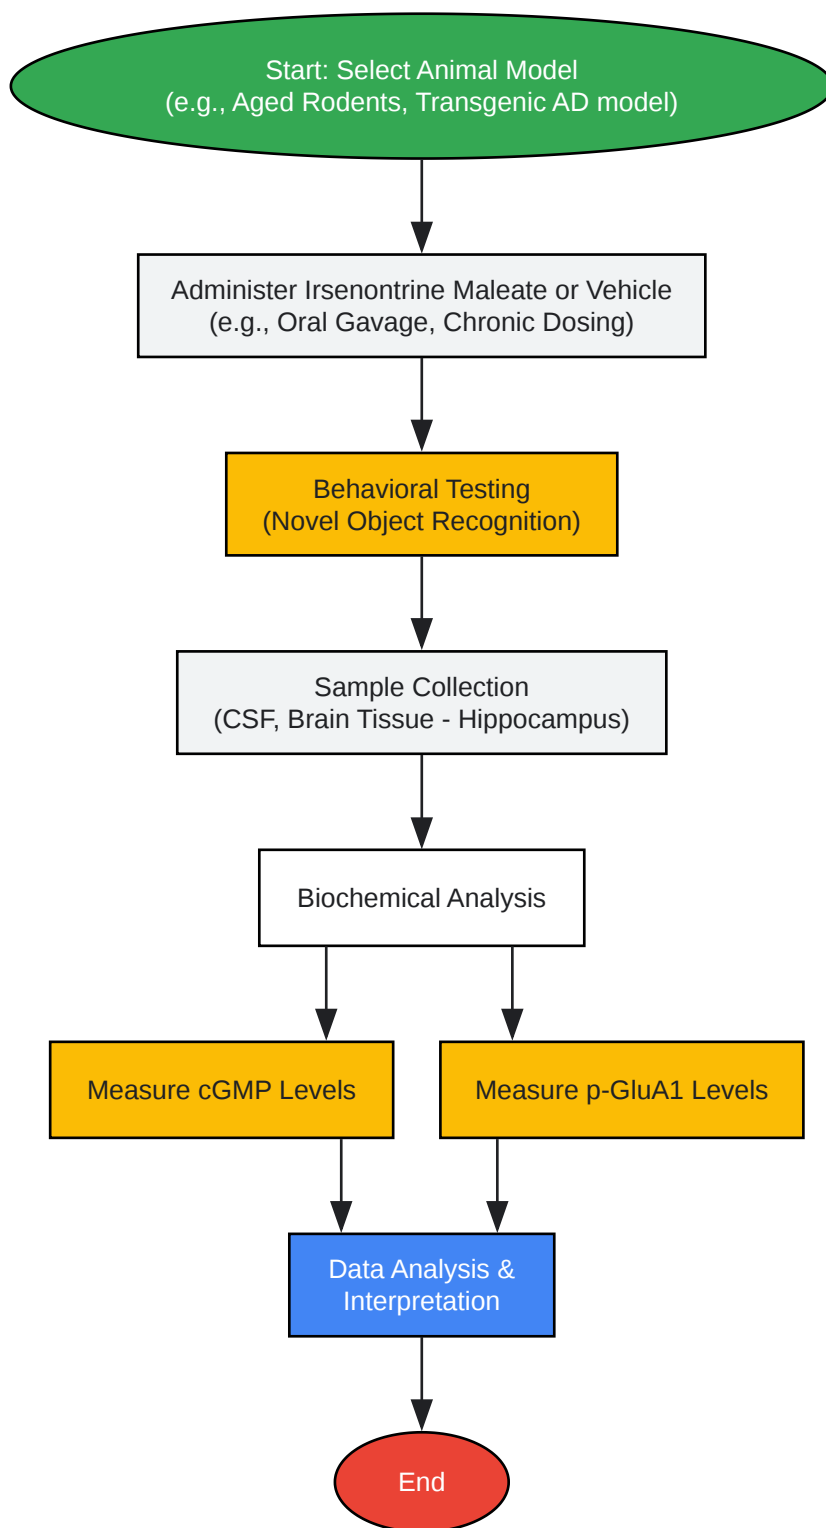 Start: Select Animal Model
(e.g., Aged Rodents, Transgenic AD model)
Administer Irsenontrine Maleate or Vehicle
(e.g., Oral Gavage, Chronic Dosing)
Behavioral Testing
(Novel Object Recognition)
Sample Collection
(CSF, Brain Tissue - Hippocampus)
Biochemical Analysis
Measure cGMP Levels
Measure p-GluA1 Levels
Data Analysis &
Interpretation
End